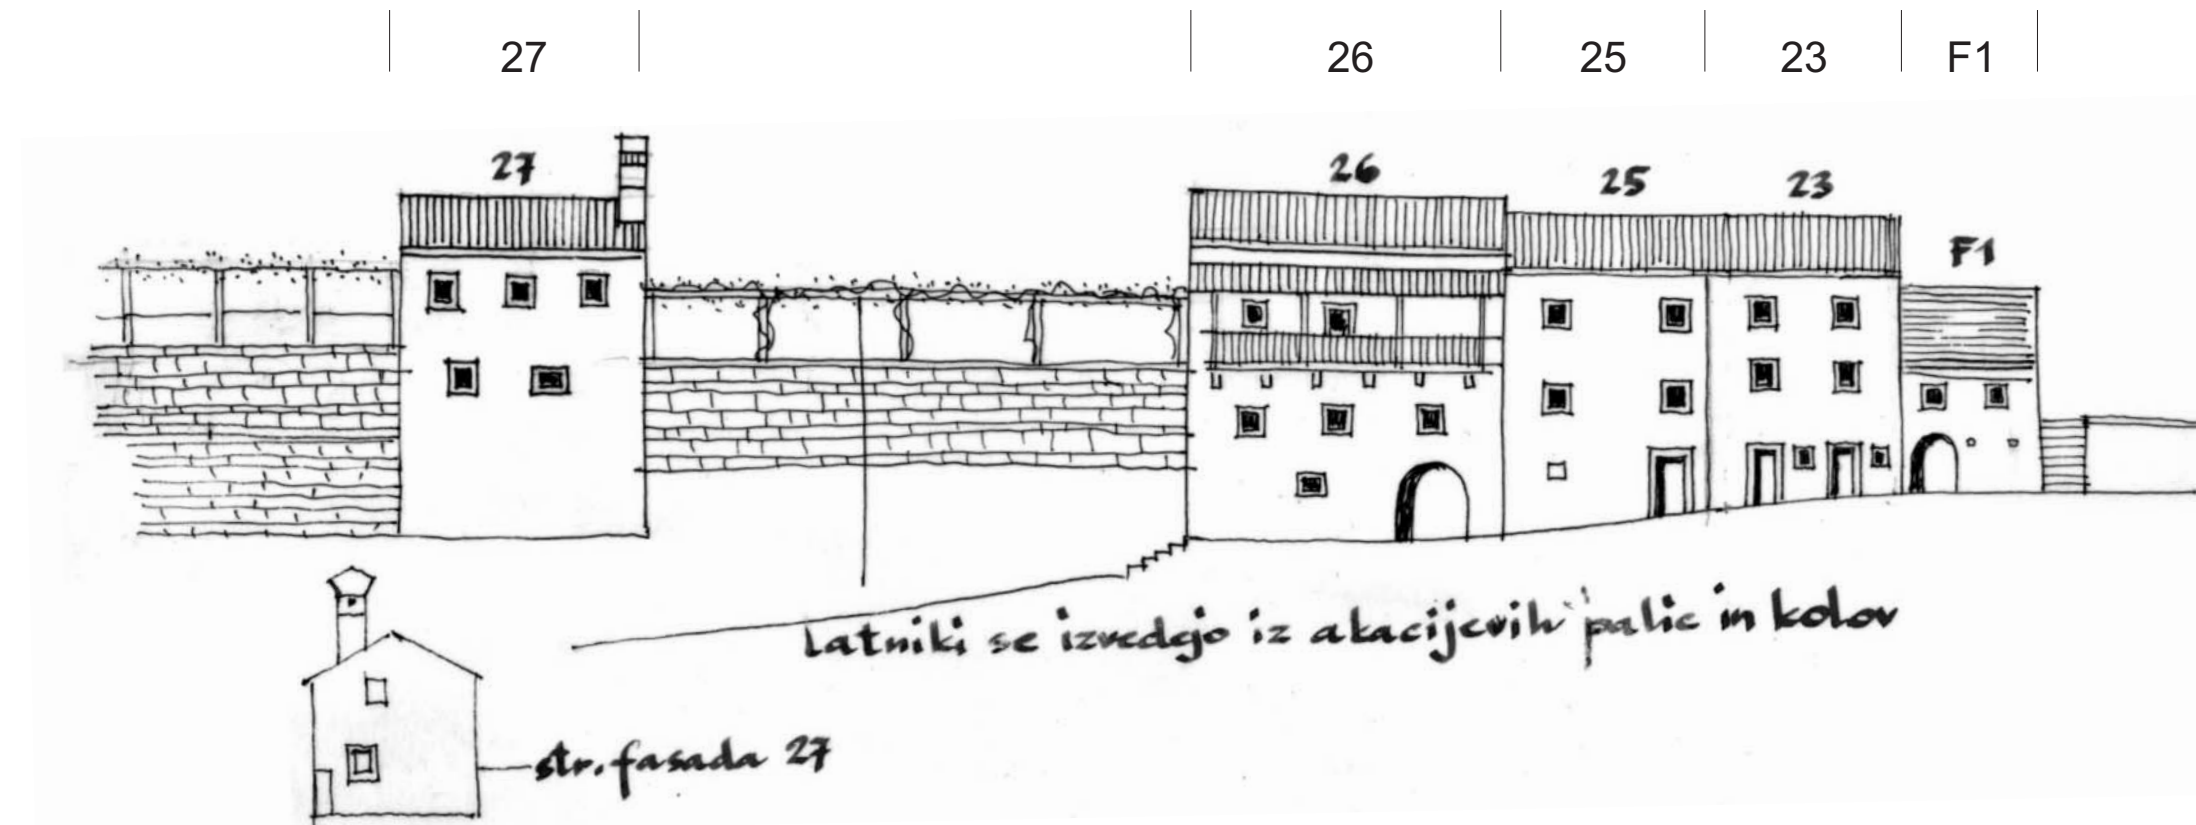 27 26 25 23 F1
27 26 25 23 F1
Latniki se izvedejo iz akacijevih palic in kolov
str. fasada 27